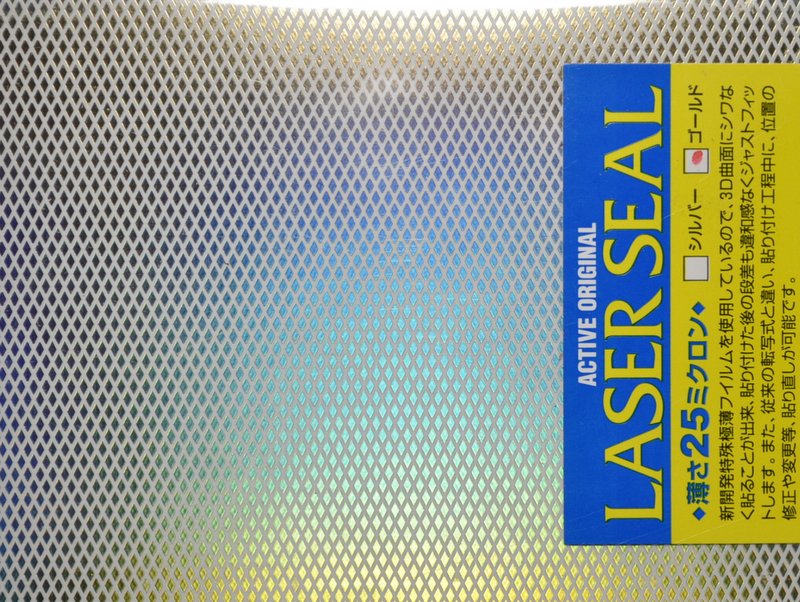 ACTIVE ORIGINAL
LASER SEAL
◆薄さ25ミクロン◆ □シルバー □ゴールド
新開発特殊極薄フィルムを使用しているので、3D曲面にシワな
く貼ることが出来、貼り付けた後の段差も違和感なくジャストフィッ
トします。また、従来の転写式と違い、貼り付け工程中に、位置の
修正や変更等、貼り直しが可能です。